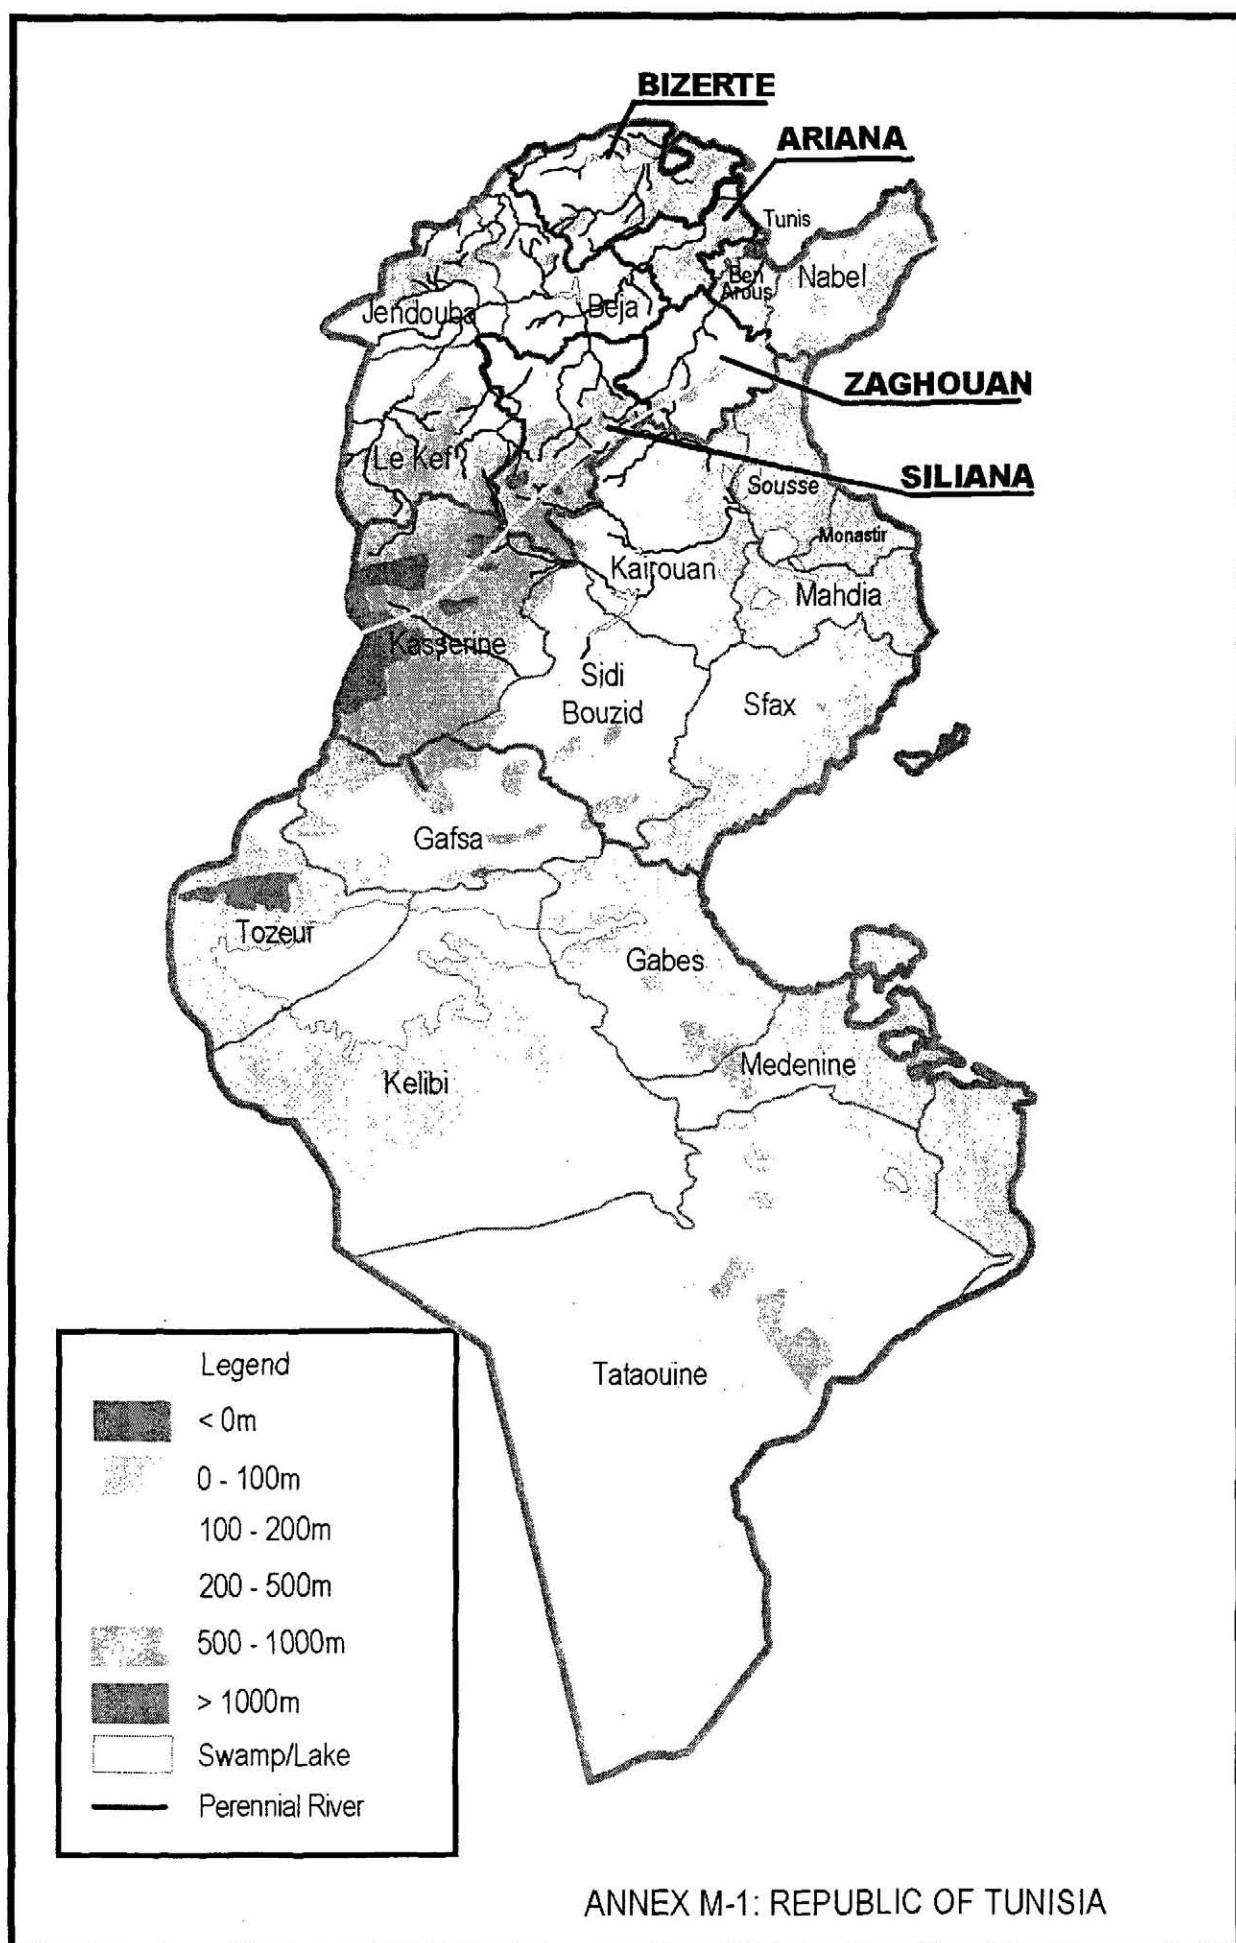 BIZERTE
ARIANA
Tunis
Ben
Arous
Nabel
Jendouba
Beja
ZAGHOUAN
Le Kef
SILIANA
Sousse
Monastir
Kairouan
Mahdia
Kasserine
Sidi
Bouzid
Sfax
Gafsa
Tozeur
Gabes
Medenine
Kelibi
Tataouine
Legend
< 0m
0 - 100m
100 - 200m
200 - 500m
500 - 1000m
> 1000m
Swamp/Lake
Perennial River
ANNEX M-1: REPUBLIC OF TUNISIA